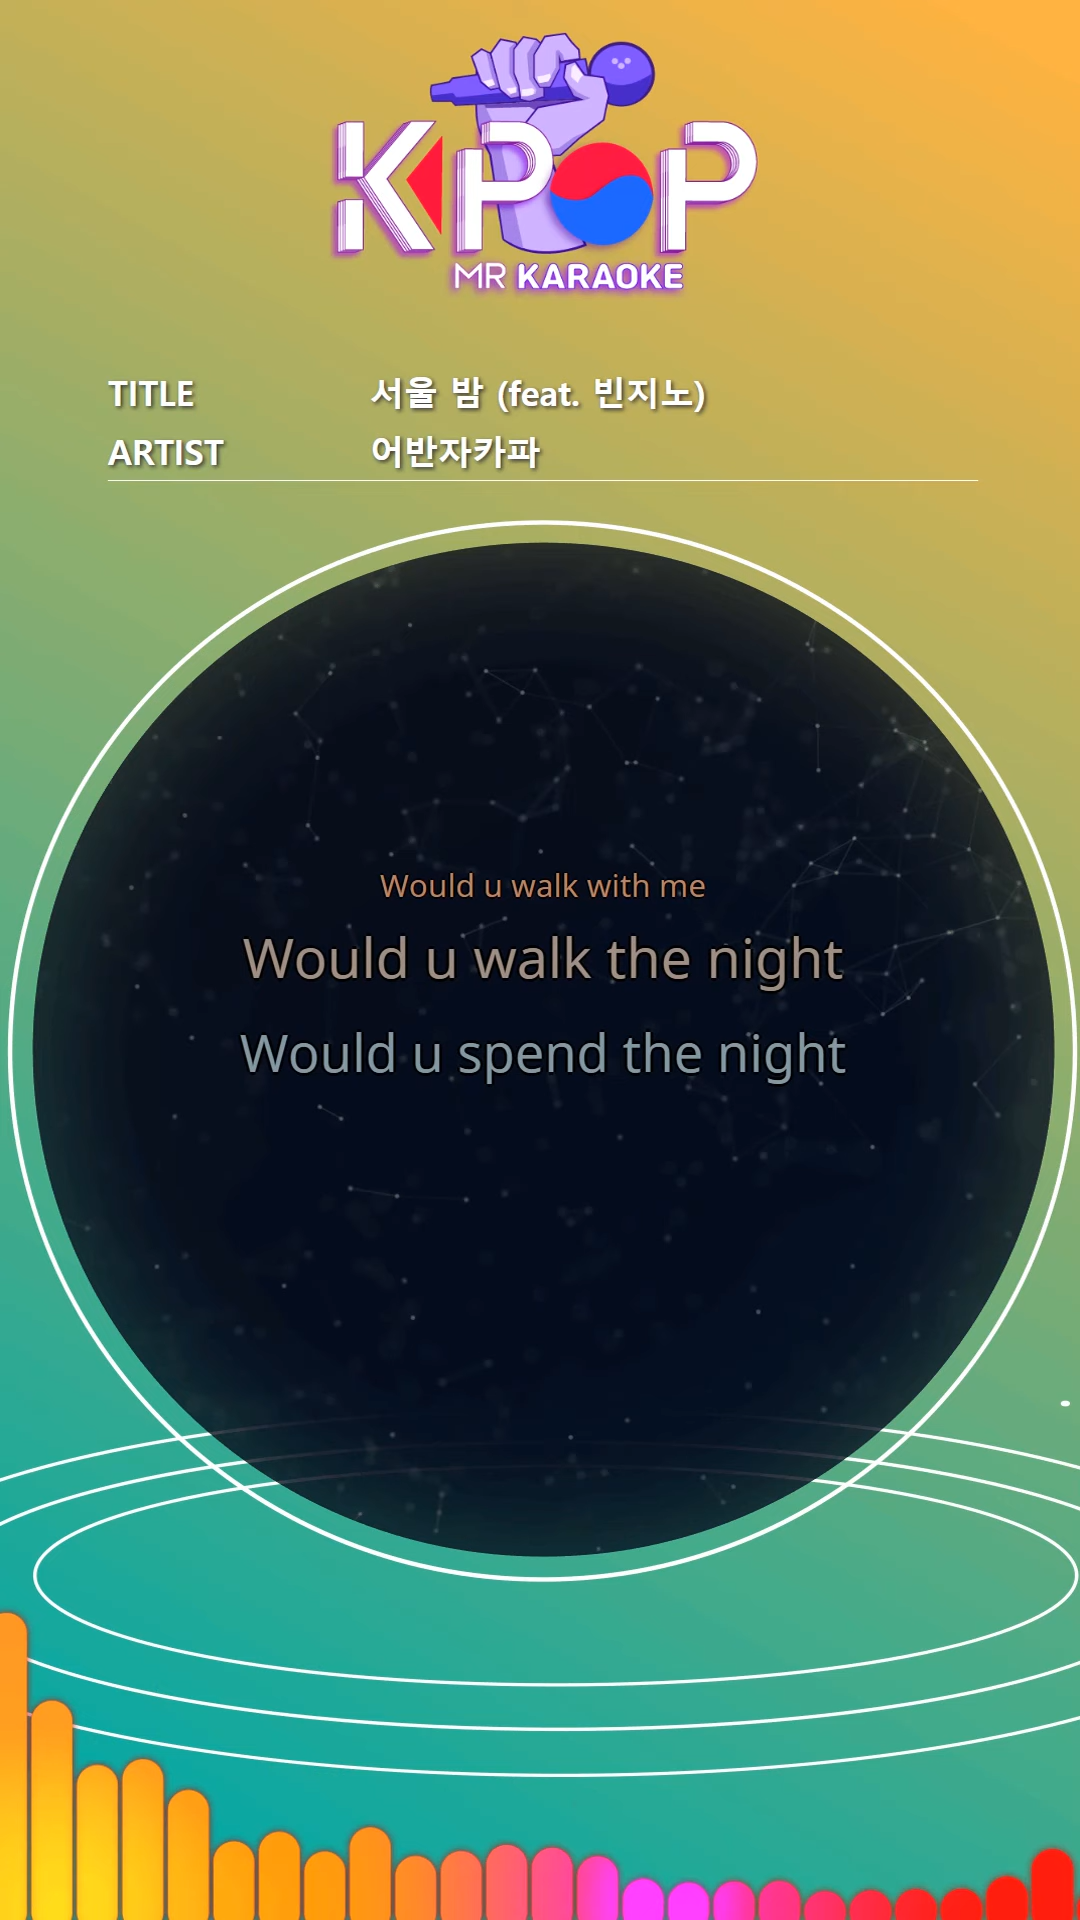 KPOP
MR KARAOKE
TITLE 서울 밤 (feat. 빈지노)
ARTIST 어반자카파
Would u walk with me
Would u walk the night
Would u spend the night